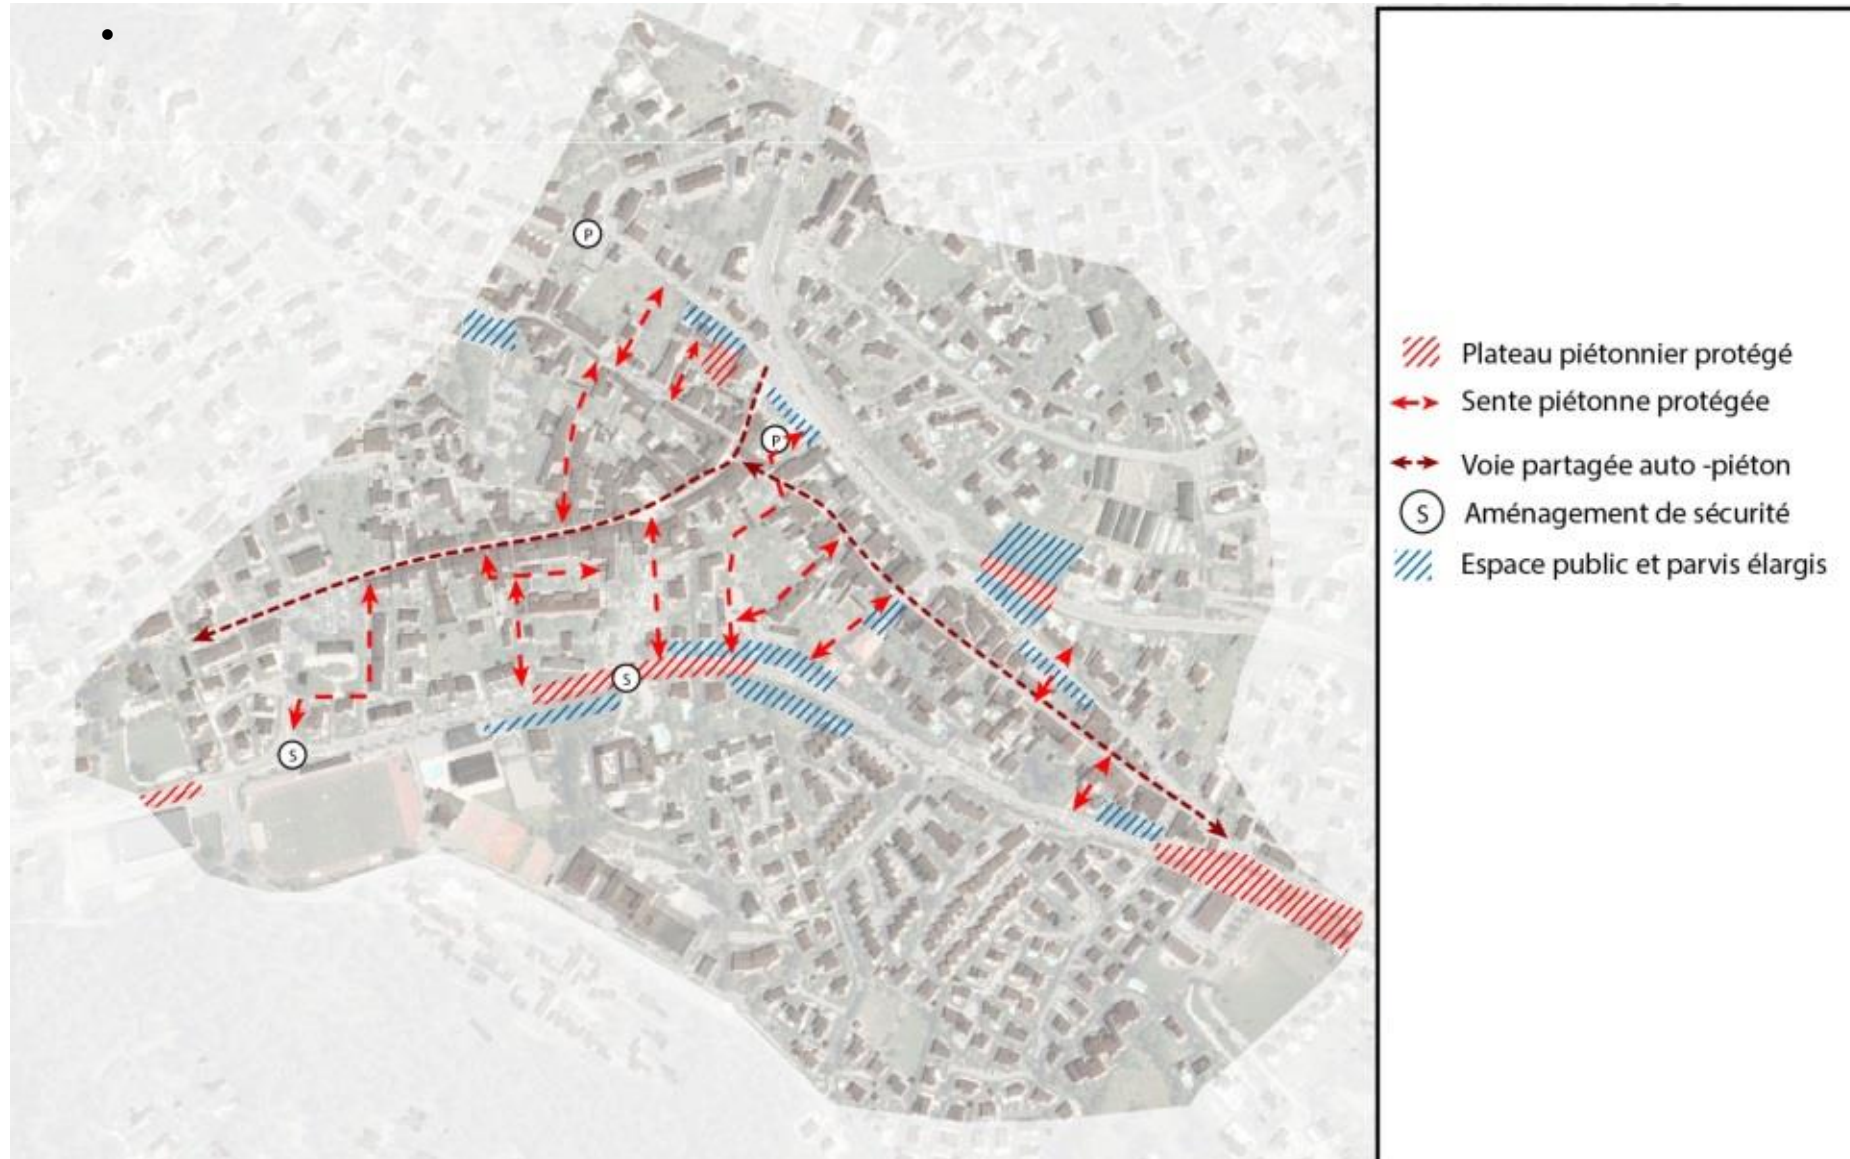 P
P
S
S
Plateau piétonnier protégé
Sente piétonne protégée
Voie partagée auto -piéton
S Aménagement de sécurité
Espace public et parvis élargis